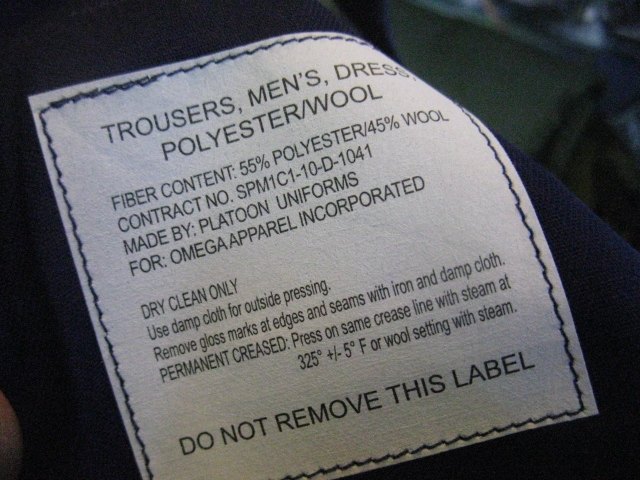 TROUSERS, MEN'S, DRESS,
POLYESTER/WOOL
FIBER CONTENT: 55% POLYESTER/45% WOOL
CONTRACT NO. SPM1C1-10-D-1041
MADE BY: PLATOON UNIFORMS
FOR: OMEGA APPAREL INCORPORATED
DRY CLEAN ONLY
Use damp cloth for outside pressing.
Remove gloss marks at edges and seams with iron and damp cloth.
PERMANENT CREASED: Press on same crease line with steam at
325° +/- 5° F or wool setting with steam.
DO NOT REMOVE THIS LABEL